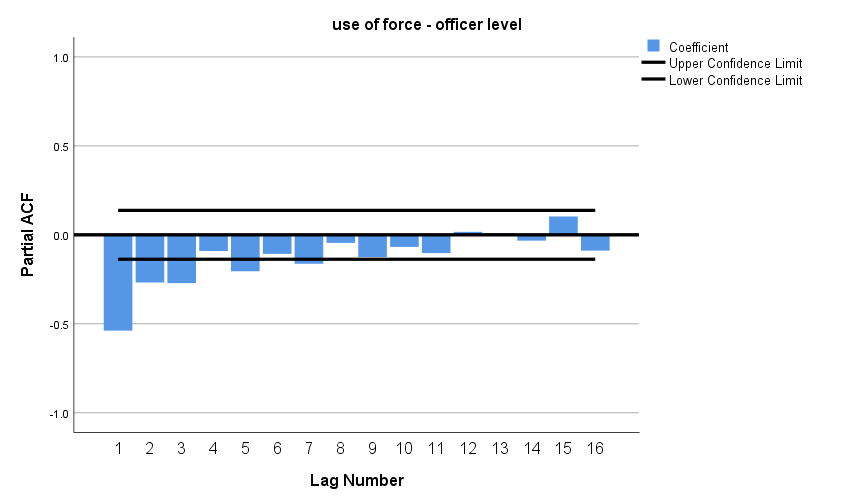 use of force - officer level
Coefficient
Upper Confidence Limit
Lower Confidence Limit
1.0
0.5
0.0
-0.5
-1.0
Partial ACF
1 2 3 4 5 6 7 8 9 10 11 12 13 14 15 16
Lag Number